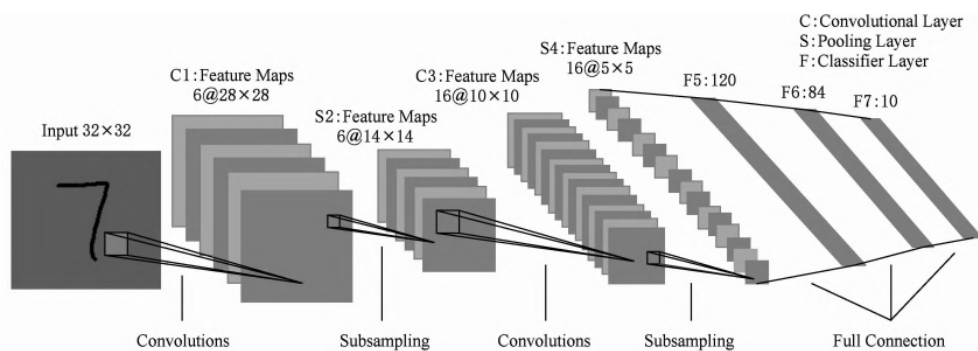 C:Convolutional Layer
S:Pooling Layer
F:Classifier Layer
Input 32×32
C1:Feature Maps
6@28×28
S2:Feature Maps
6@14×14
C3:Feature Maps
16@10×10
S4:Feature Maps
16@5×5
F5:120
F6:84
F7:10
7
Convolutions
Subsampling
Convolutions
Subsampling
Full Connection